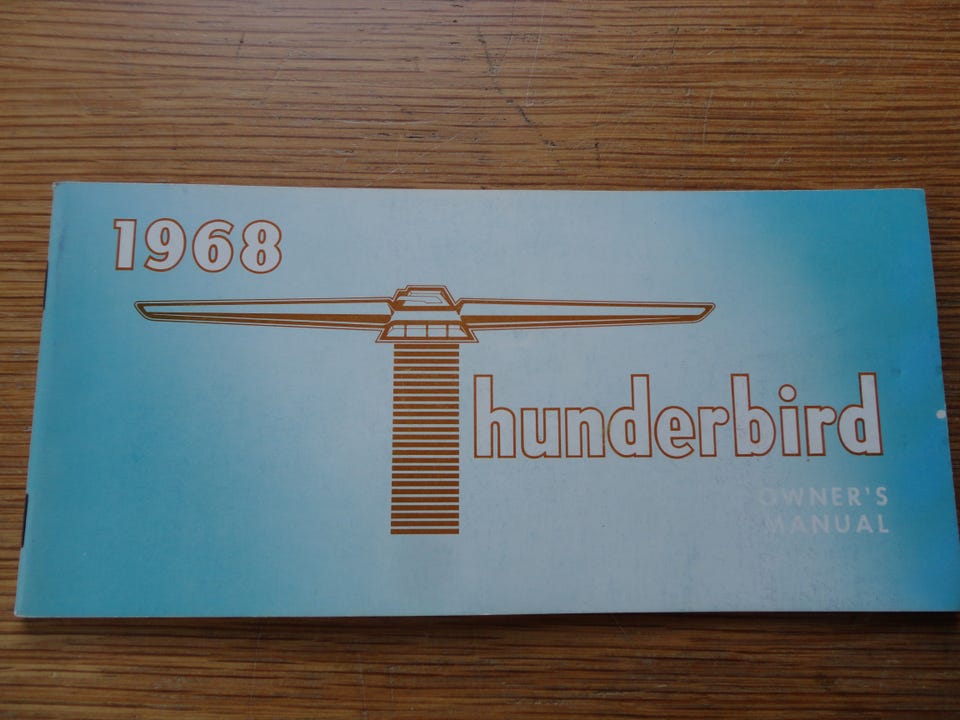 1968
Thunderbird
OWNER'S
MANUAL